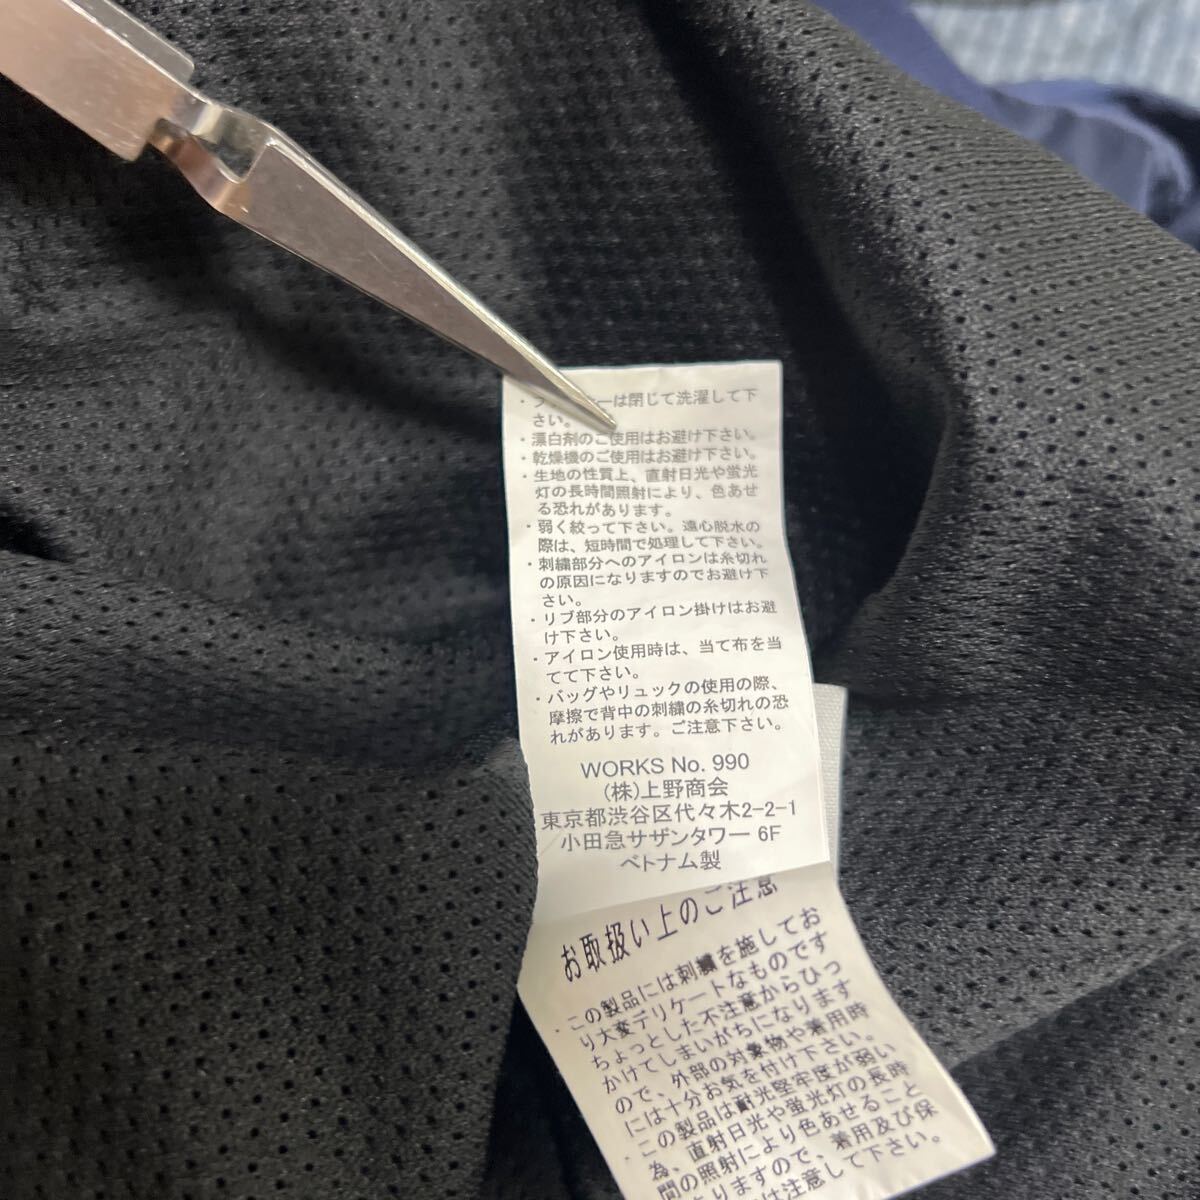 ・フ ーは閉じて洗濯して下
さい。
・漂白剤のご使用はお避け下さい。
・乾燥機のご使用はお避け下さい。
・生地の性質上、直射日光や蛍光
灯の長時間照射により、色あせ
る恐れがあります。
・弱く絞って下さい。遠心脱水の
際は、短時間で処理して下さい。
・刺繍部分へのアイロンは糸切れ
の原因になりますのでお避け下
さい。
・リブ部分のアイロン掛けはお避
け下さい。
・アイロン使用時は、当て布を当
てて下さい。
・バッグやリュックの使用の際、
摩擦で背中の刺繍の糸切れの恐
れがあります。ご注意下さい。
WORKS No. 990
(株)上野商会
東京都渋谷区代々木2-2-1
小田急サザンタワー 6F
ベトナム製
お取扱い上のご注意
・この製品には刺繍を施してお
り大変デリケートなものです
ちょっとした不注意からひっ
かけてしまいがちになります
ので、外部の対象物や着用時
には十分お気を付け下さい。
・この製品は耐光堅牢度が弱い
為、直射日光や蛍光灯の長時
間の照射により色あせること
がありますので、着用及び保
は注意して下さい。